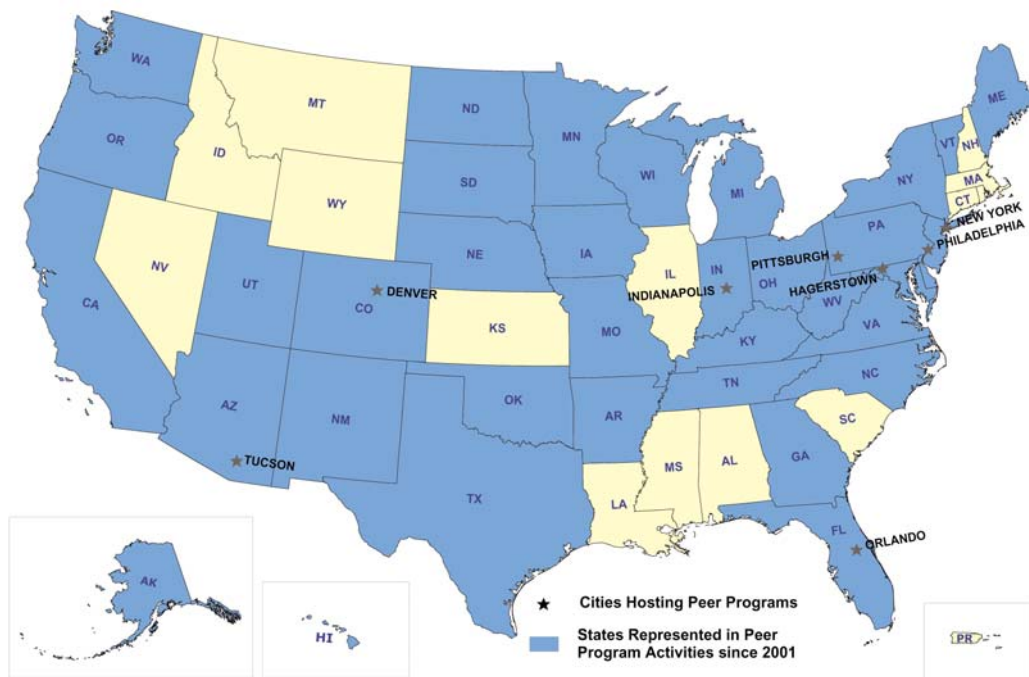 WA
MT
ND
ME
OR
MN
VT
NH
ID
SD
WI
NY
MA
MI
CT
WY
NEW YORK
PA
PHILADELPHIA
IA
NE
PITTSBURGH
NV
IL
IN
UT
OH
HAGERSTOWN
DENVER
INDIANAPOLIS
WV
CA
CO
VA
KS
MO
KY
NC
TN
OK
AZ
AR
NM
SC
TUCSON
MS
AL
GA
TX
LA
FL
ORLANDO
AK
HI
PR
Cities Hosting Peer Programs
States Represented in Peer
Program Activities since 2001